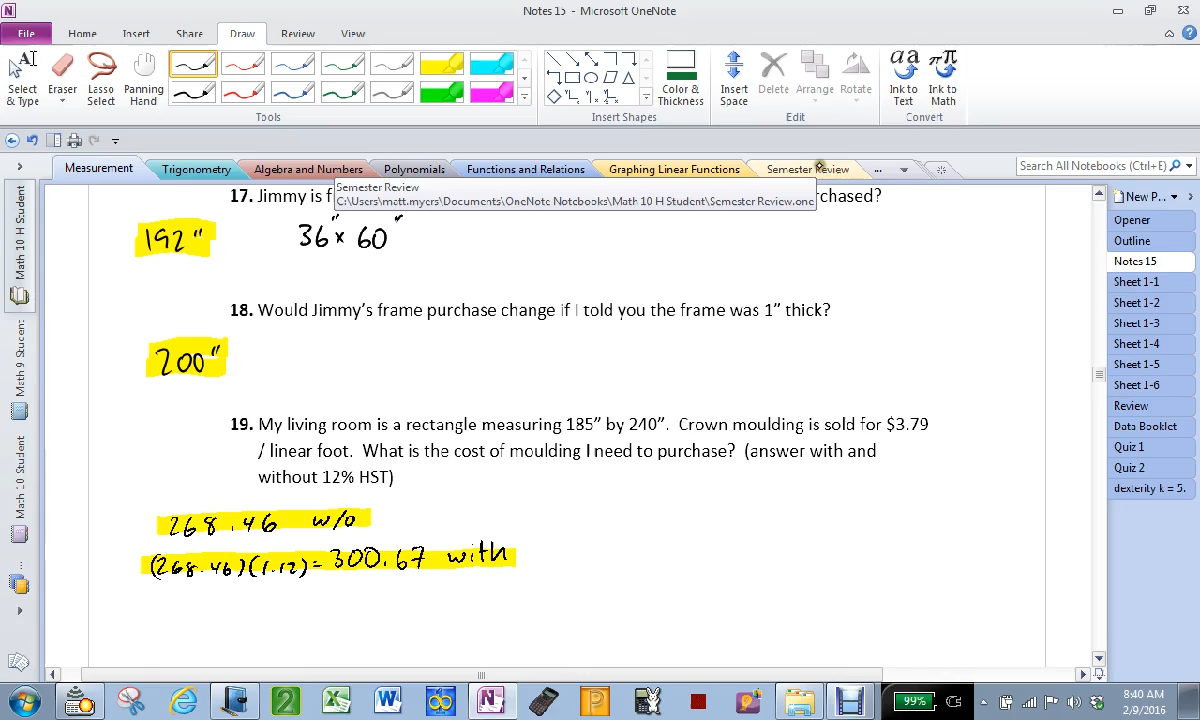 Notes 15 - Microsoft OneNote
File Home Insert Share Draw Review View
Select & Type
Eraser
Lasso Select
Panning Hand
Color & Thickness
Insert Space
Delete
Arrange
Rotate
Ink to Text
Ink to Math
Tools
Insert Shapes
Edit
Convert
Measurement Trigonometry Algebra and Numbers Polynomials Functions and Relations Graphing Linear Functions Semester Review ...
Search All Notebooks (Ctrl+E)
Semester Review
C:\Users\matt.myers\Documents\OneNote Notebooks\Math 10 H Student\Semester Review.one
17. Jimmy is f
chased?
192"
36" x 60"
18. Would Jimmy's frame purchase change if I told you the frame was 1" thick?
200"
19. My living room is a rectangle measuring 185" by 240". Crown moulding is sold for $3.79
/ linear foot. What is the cost of moulding I need to purchase? (answer with and
without 12% HST)
268.46 w/o
(268.46)(1.12) = 300.67 with
Math 10 H Student
Math 9 Student
Math 10 Student
New P..
Opener
Outline
Notes 15
Sheet 1-1
Sheet 1-2
Sheet 1-3
Sheet 1-4
Sheet 1-5
Sheet 1-6
Review
Data Booklet
Quiz 1
Quiz 2
dexterity k = 5.
99%
8:40 AM
2/9/2016